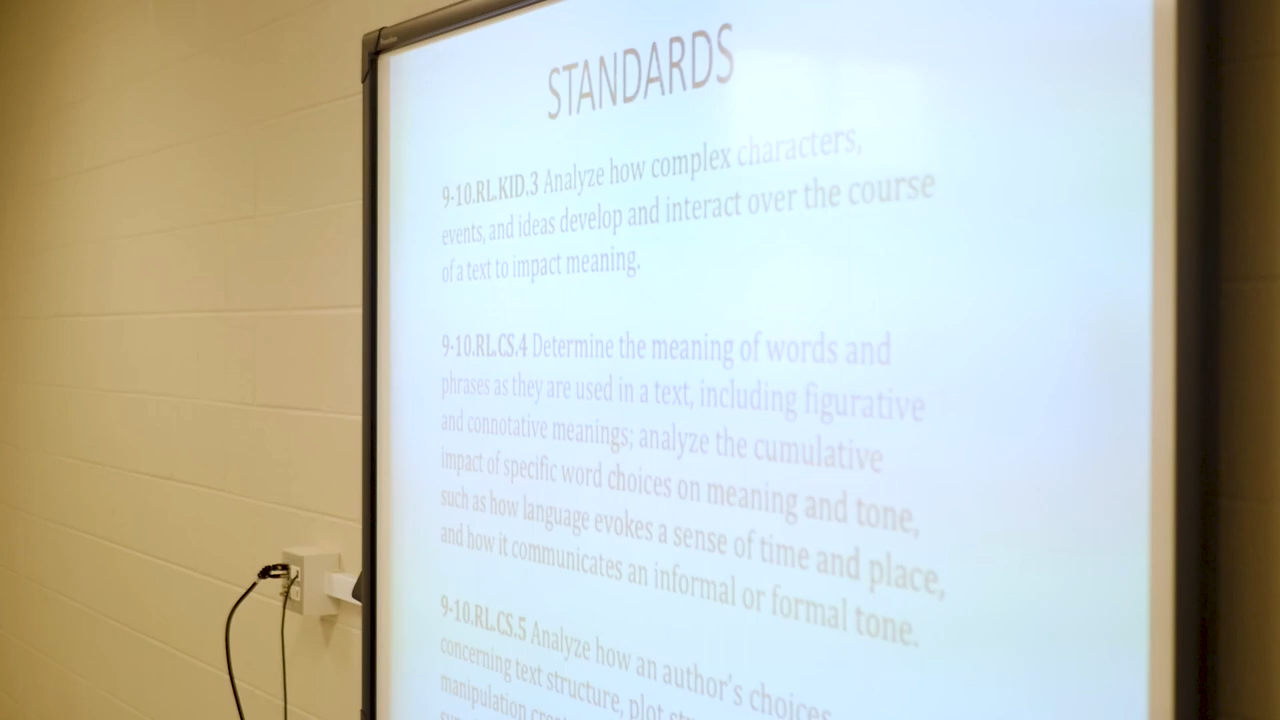 STANDARDS
9-10.RL.KID.3 Analyze how complex characters,
events, and ideas develop and interact over the course
of a text to impact meaning.
9-10.RL.CS.4 Determine the meaning of words and
phrases as they are used in a text, including figurative
and connotative meanings; analyze the cumulative
impact of specific word choices on meaning and tone,
such as how language evokes a sense of time and place,
and how it communicates an informal or formal tone.
9-10.RL.CS.5 Analyze how an author's choices
concerning text structure, plot
manipulation